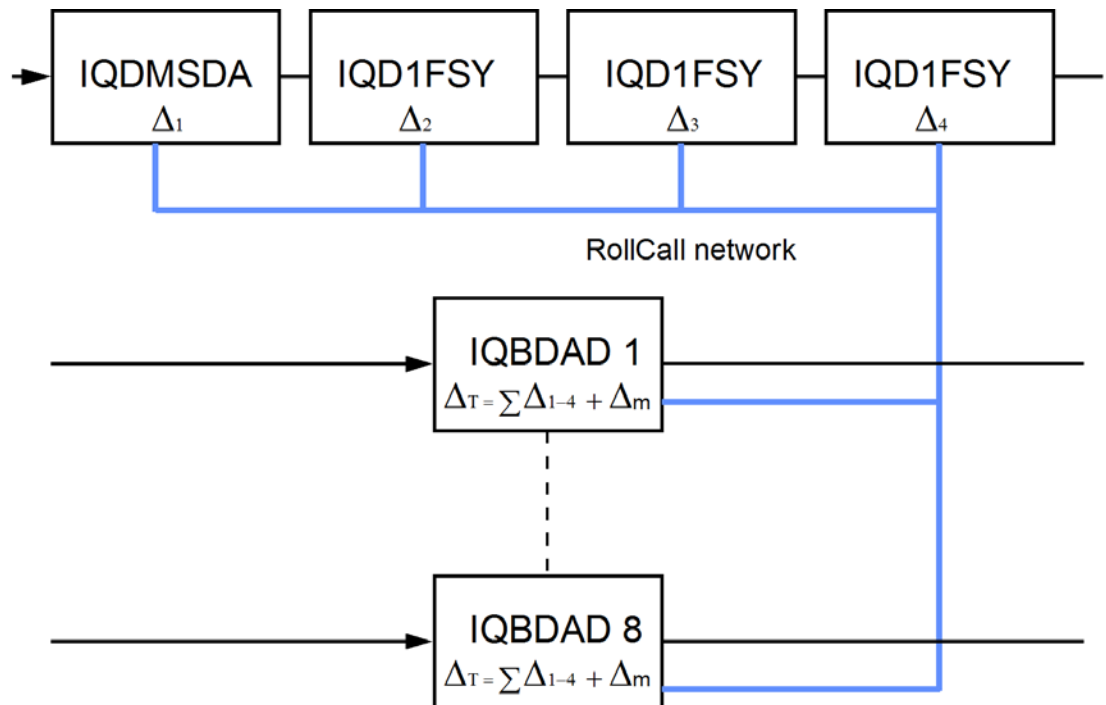 IQDMSDA
Δ1
IQD1FSY
Δ2
IQD1FSY
Δ3
IQD1FSY
Δ4
RollCall network
IQBDAD 1
ΔT = ∑Δ1–4 + Δm
IQBDAD 8
ΔT = ∑Δ1–4 + Δm